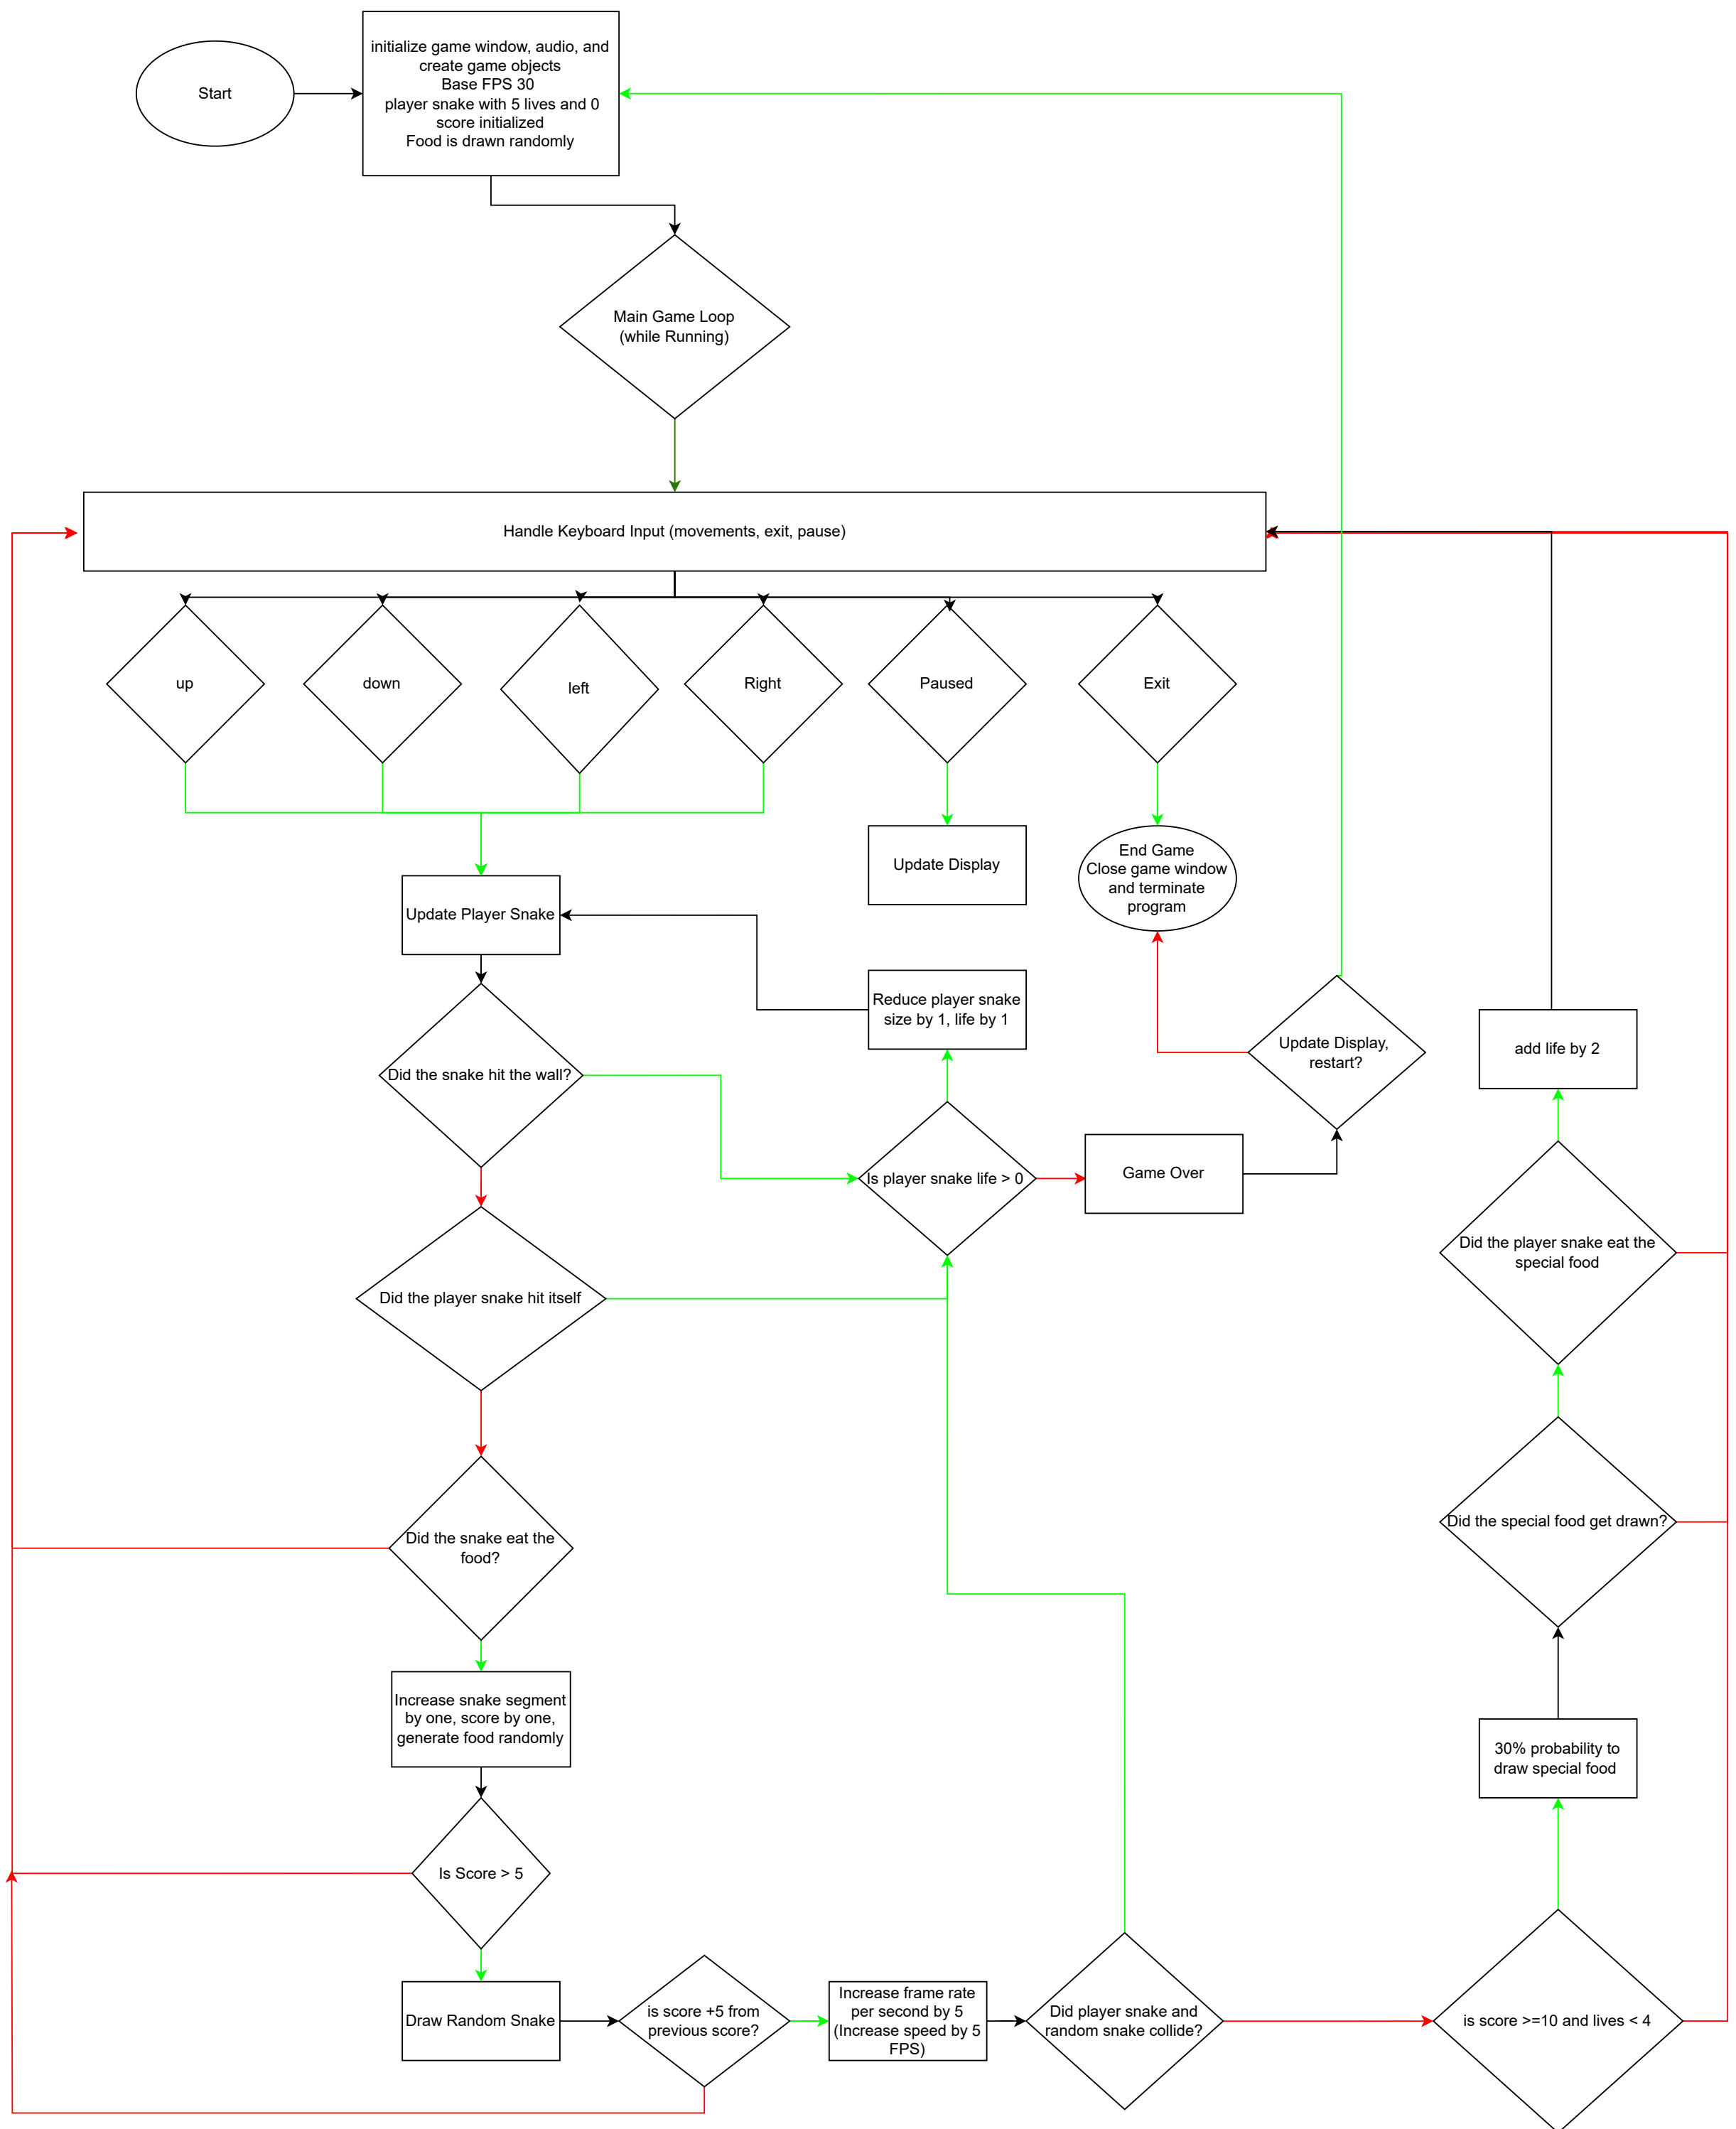 Start
initialize game window, audio, and
create game objects
Base FPS 30
player snake with 5 lives and 0
score initialized
Food is drawn randomly
Main Game Loop
(while Running)
Handle Keyboard Input (movements, exit, pause)
up
down
left
Right
Paused
Exit
Update Display
End Game
Close game window
and terminate
program
Update Player Snake
Reduce player snake
size by 1, life by 1
Update Display,
restart?
add life by 2
Did the snake hit the wall?
Is player snake life > 0
Game Over
Did the player snake eat the
special food
Did the player snake hit itself
Did the snake eat the
food?
Did the special food get drawn?
Increase snake segment
by one, score by one,
generate food randomly
30% probability to
draw special food
Is Score > 5
Draw Random Snake
is score +5 from
previous score?
Increase frame rate
per second by 5
(Increase speed by 5
FPS)
Did player snake and
random snake collide?
is score >=10 and lives < 4